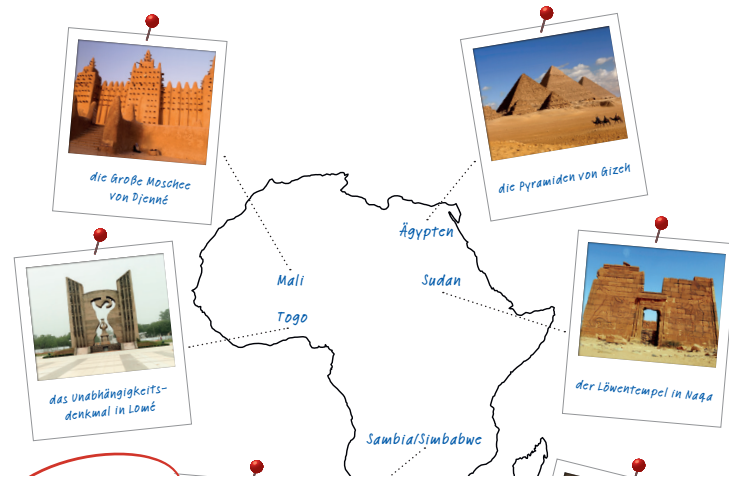 die Große Moschee
von Djenné
die Pyramiden von Gizeh
Ägypten
Mali
Sudan
Togo
das Unabhängigkeits-
denkmal in Lomé
der Löwentempel in Naqa
Sambia/Simbabwe